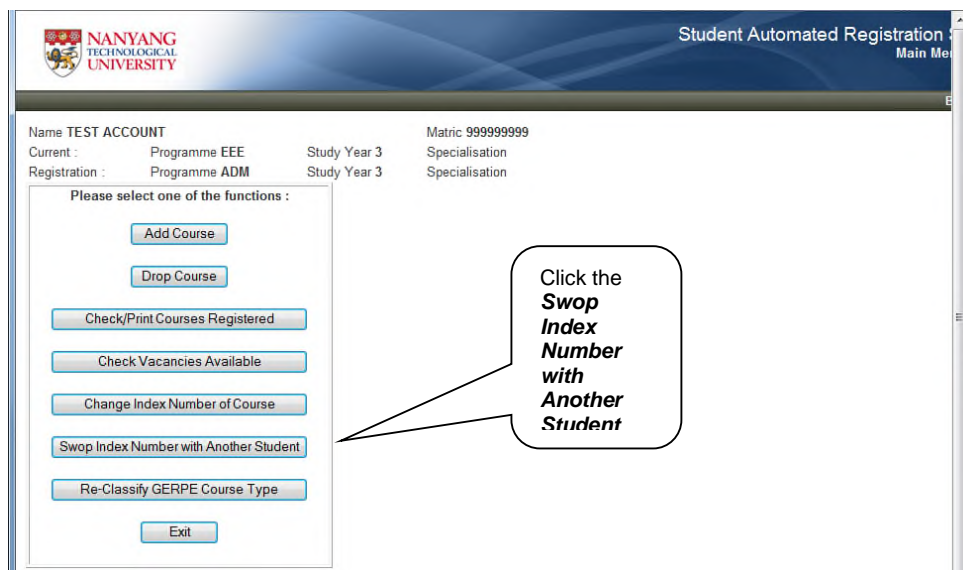 NANYANG
TECHNOLOGICAL
UNIVERSITY
Student Automated Registration
Main
Name TEST ACCOUNT Matric 999999999
Current : Programme EEE Study Year 3 Specialisation
Registration : Programme ADM Study Year 3 Specialisation
Please select one of the functions :
Add Course
Drop Course
Check/Print Courses Registered
Check Vacancies Available
Change Index Number of Course
Swop Index Number with Another Student
Re-Classify GERPE Course Type
Exit
Click the
Swop
Index
Number
with
Another
Student